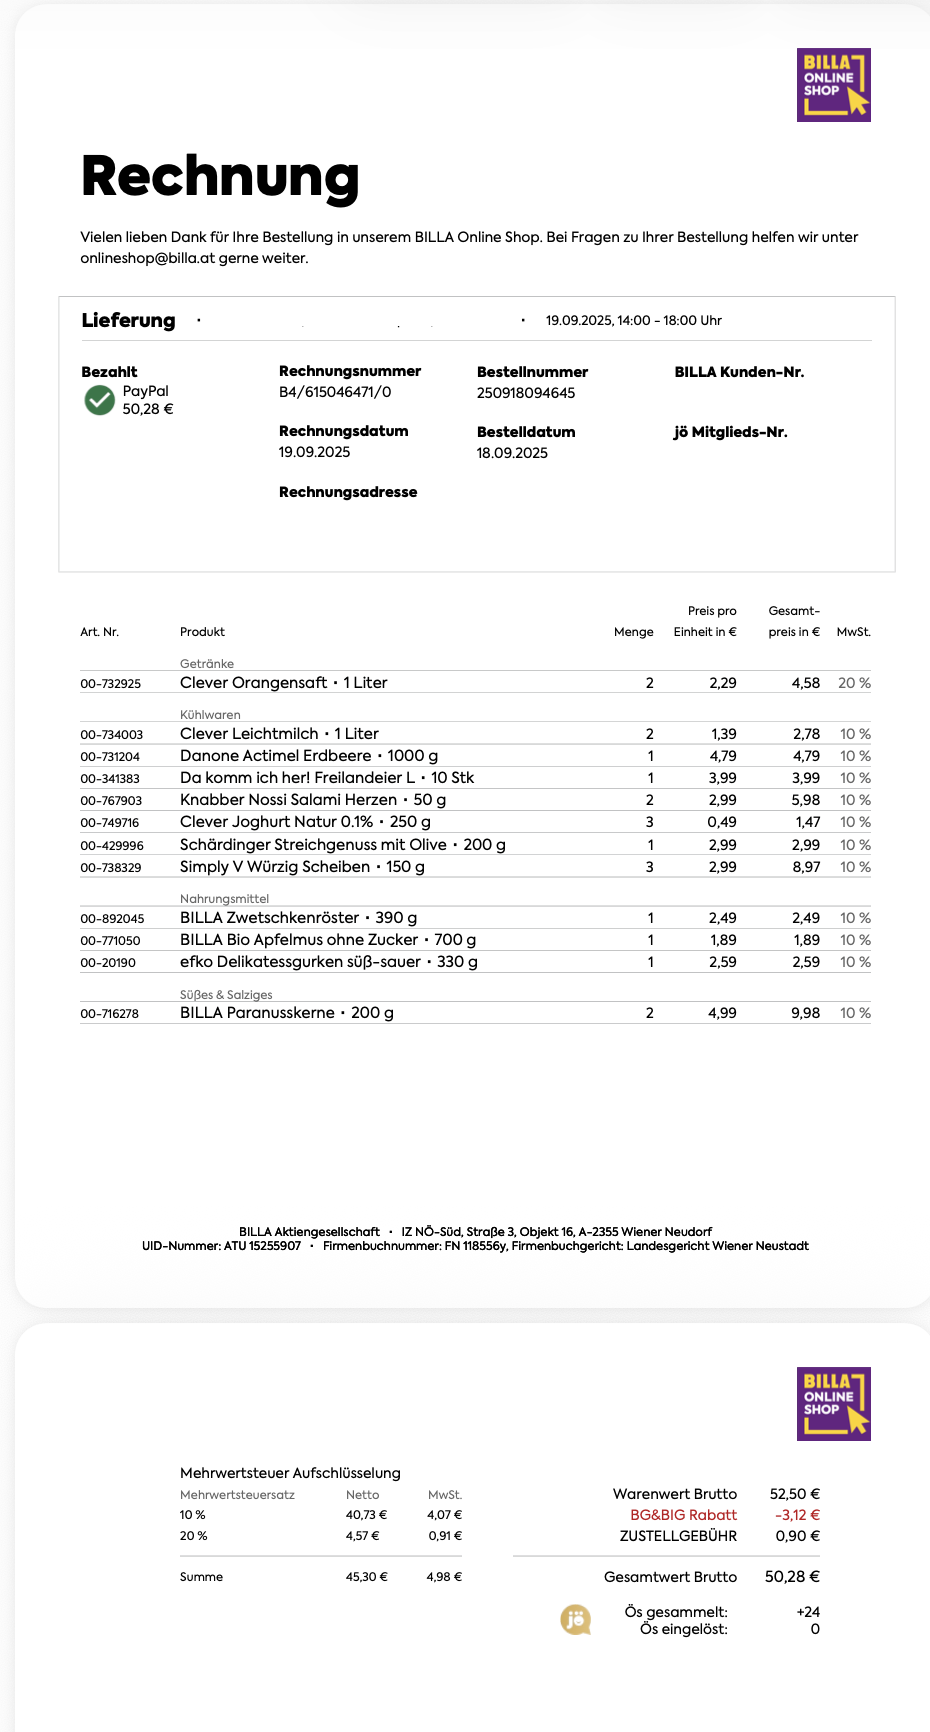 BILLA
ONLINE
SHOP
Rechnung
Vielen lieben Dank für Ihre Bestellung in unserem BILLA Online Shop. Bei Fragen zu Ihrer Bestellung helfen wir unter
onlineshop@billa.at gerne weiter.
Lieferung · · 19.09.2025, 14:00 - 18:00 Uhr
Bezahlt Rechnungsnummer Bestellnummer BILLA Kunden-Nr.
PayPal B4/615046471/0 250918094645
50,28 €
Rechnungsdatum Bestelldatum jö Mitglieds-Nr.
19.09.2025 18.09.2025
Rechnungsadresse
Preis pro Gesamt-
Art. Nr. Produkt Menge Einheit in € preis in € MwSt.
Getränke
00-732925 Clever Orangensaft · 1 Liter 2 2,29 4,58 20 %
Kühlwaren
00-734003 Clever Leichtmilch · 1 Liter 2 1,39 2,78 10 %
00-731204 Danone Actimel Erdbeere · 1000 g 1 4,79 4,79 10 %
00-341383 Da komm ich her! Freilandeier L · 10 Stk 1 3,99 3,99 10 %
00-767903 Knabber Nossi Salami Herzen · 50 g 2 2,99 5,98 10 %
00-749716 Clever Joghurt Natur 0.1% · 250 g 3 0,49 1,47 10 %
00-429996 Schärdinger Streichgenuss mit Olive · 200 g 1 2,99 2,99 10 %
00-738329 Simply V Würzig Scheiben · 150 g 3 2,99 8,97 10 %
Nahrungsmittel
00-892045 BILLA Zwetschkenröster · 390 g 1 2,49 2,49 10 %
00-771050 BILLA Bio Apfelmus ohne Zucker · 700 g 1 1,89 1,89 10 %
00-20190 efko Delikatessgurken süß-sauer · 330 g 1 2,59 2,59 10 %
Süßes & Salziges
00-716278 BILLA Paranusskerne · 200 g 2 4,99 9,98 10 %
BILLA Aktiengesellschaft · IZ NÖ-Süd, Straße 3, Objekt 16, A-2355 Wiener Neudorf
UID-Nummer: ATU 15255907 · Firmenbuchnummer: FN 118556y, Firmenbuchgericht: Landesgericht Wiener Neustadt
BILLA
ONLINE
SHOP
Mehrwertsteuer Aufschlüsselung
Mehrwertsteuersatz Netto MwSt.
10 % 40,73 € 4,07 €
20 % 4,57 € 0,91 €
Summe 45,30 € 4,98 €
Warenwert Brutto 52,50 €
BG&BIG Rabatt -3,12 €
ZUSTELLGEBÜHR 0,90 €
Gesamtwert Brutto 50,28 €
jö
Ös gesammelt: +24
Ös eingelöst: 0